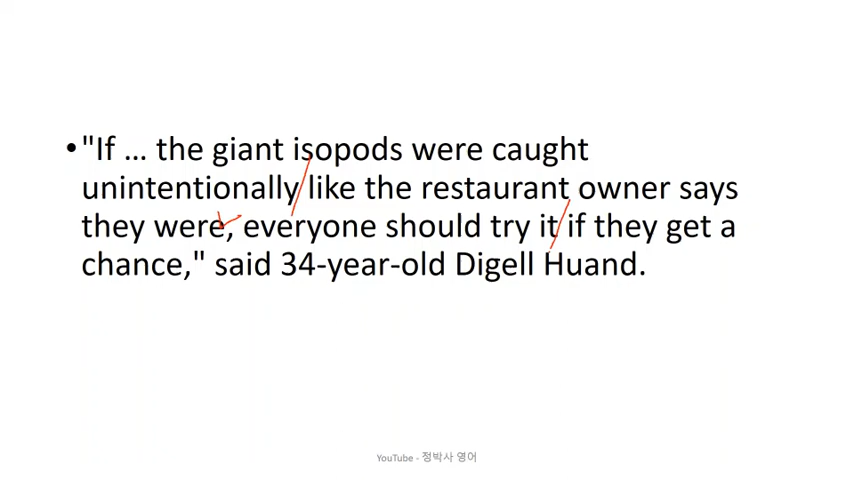 •"If … the giant isopods were caught
unintentionally like the restaurant owner says
they were, everyone should try it if they get a
chance," said 34-year-old Digell Huand.
YouTube - 정박사 영어